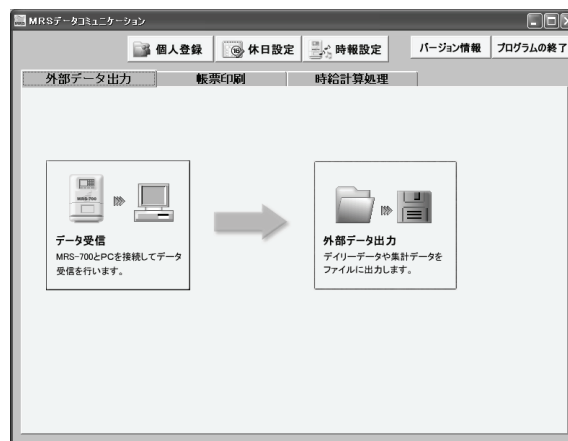 MRSデータコミュニケーション
個人登録 休日設定 時報設定 バージョン情報 プログラムの終了
外部データ出力 帳票印刷 時給計算処理
データ受信
MRS-700とPCを接続してデータ
受信を行います。
外部データ出力
デイリーデータや集計データを
ファイルに出力します。